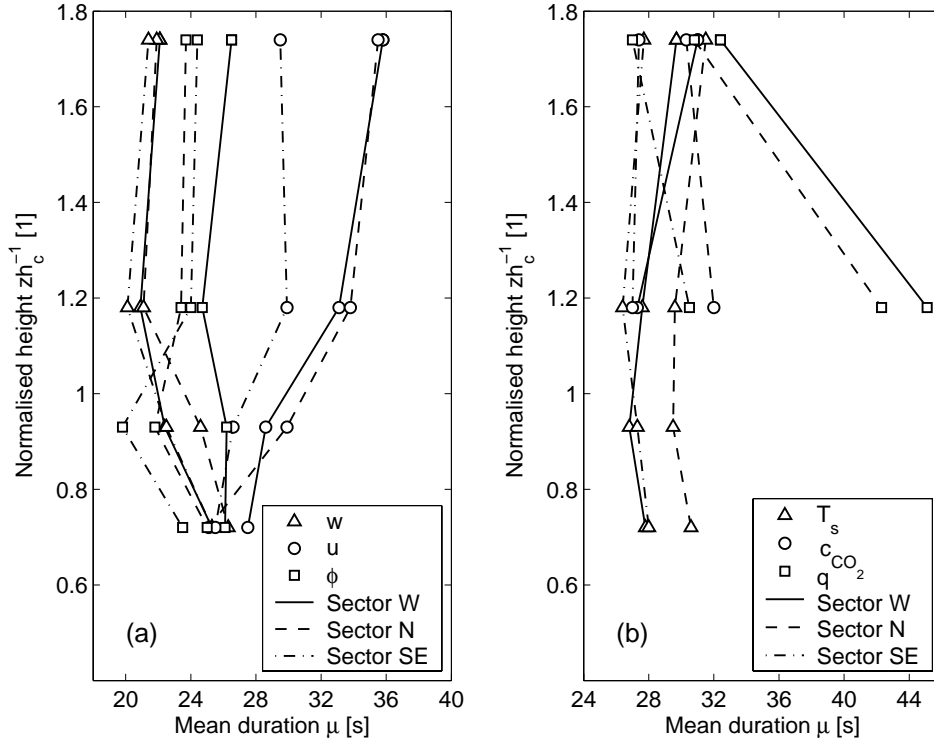 1.8
1.6
1.4
1.2
1
0.8
0.6
Normalised height zh_c^-1 [1]
w
u
ϕ
Sector W
Sector N
Sector SE
(a)
20 24 28 32 36 40
Mean duration μ [s]
1.8
1.6
1.4
1.2
1
0.8
0.6
Normalised height zh_c^-1 [1]
T_s
c_CO_2
q
Sector W
Sector N
Sector SE
(b)
24 28 32 36 40 44
Mean duration μ [s]